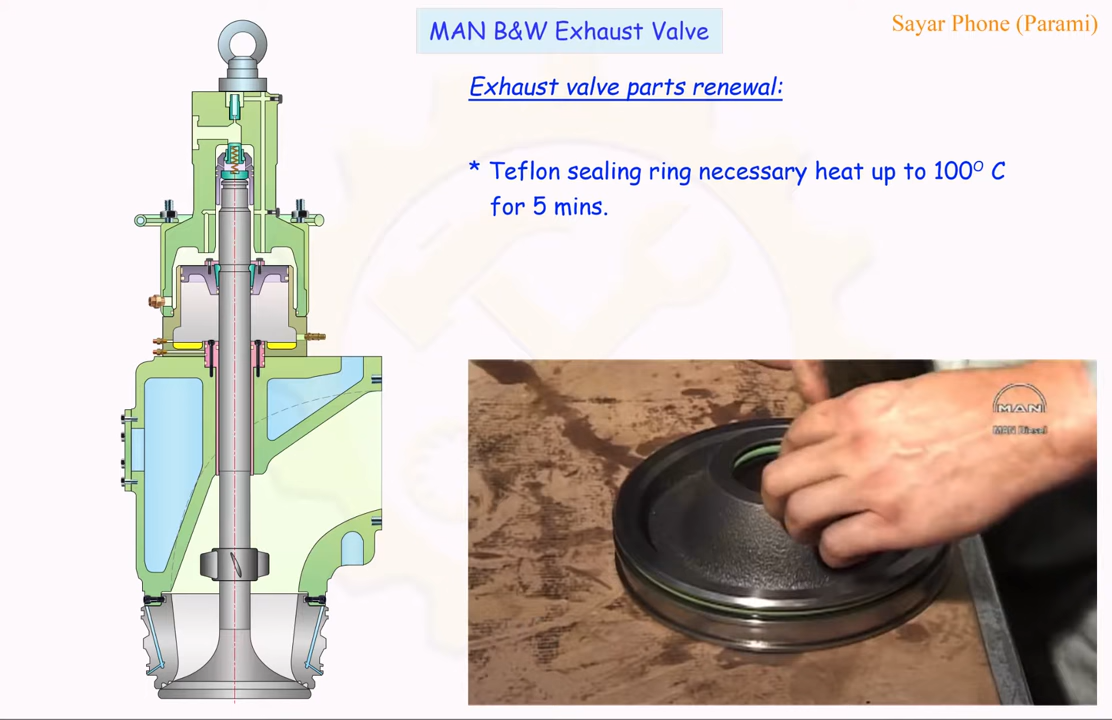 MAN B&W Exhaust Valve
Sayar Phone (Parami)
Exhaust valve parts renewal:
* Teflon sealing ring necessary heat up to 100° C
for 5 mins.
MAN
MAN Diesel